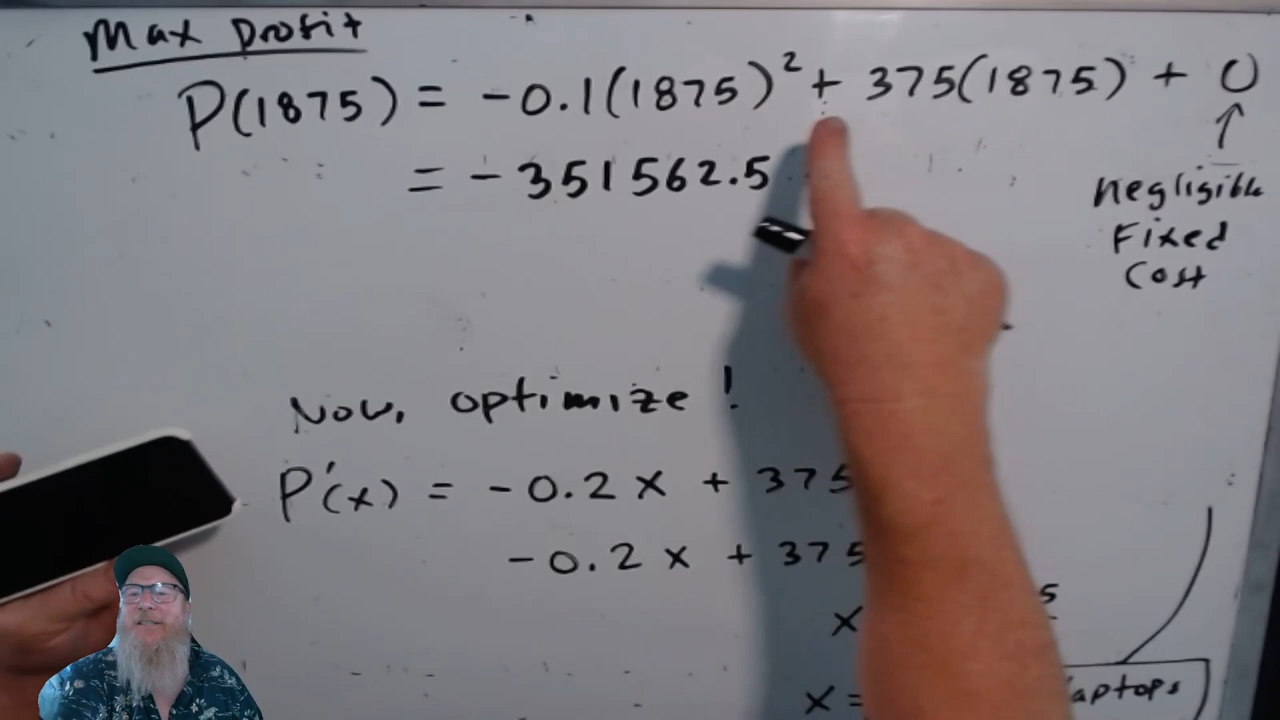 Max Profit
P(1875) = -0.1(1875)² + 375(1875) + 0
↑
= -351562.5
Negligible
Fixed
Cost
Now, optimize!
P'(x) = -0.2x + 375
-0.2x + 375
x
x =